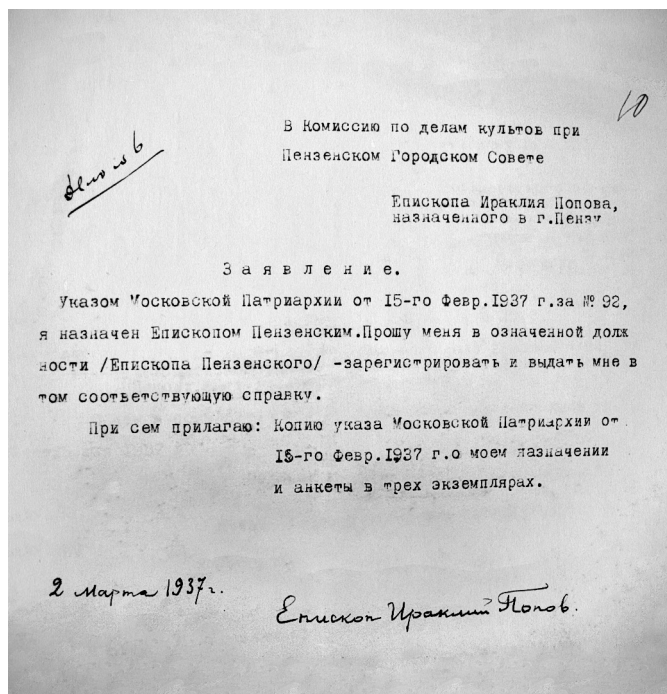 10
В Комиссию по делам культов при
Пензенском Городском Совете
Епископа Ираклия Попова,
назначенного в г.Пензу
Заявление.
Указом Московской Патриархии от 15-го Февр.1937 г.за № 92,
я назначен Епископом Пензенским.Прошу меня в означенной долж
ности /Епископа Пензенского/ -зарегистрировать и выдать мне в
том соответствующую справку.
При сем прилагаю: Копию указа Московской Патриархии от
15-го Февр.1937 г.о моем назначении
и анкеты в трех экземплярах.
2 Марта 1937г.
Епископ Ираклий Попов.